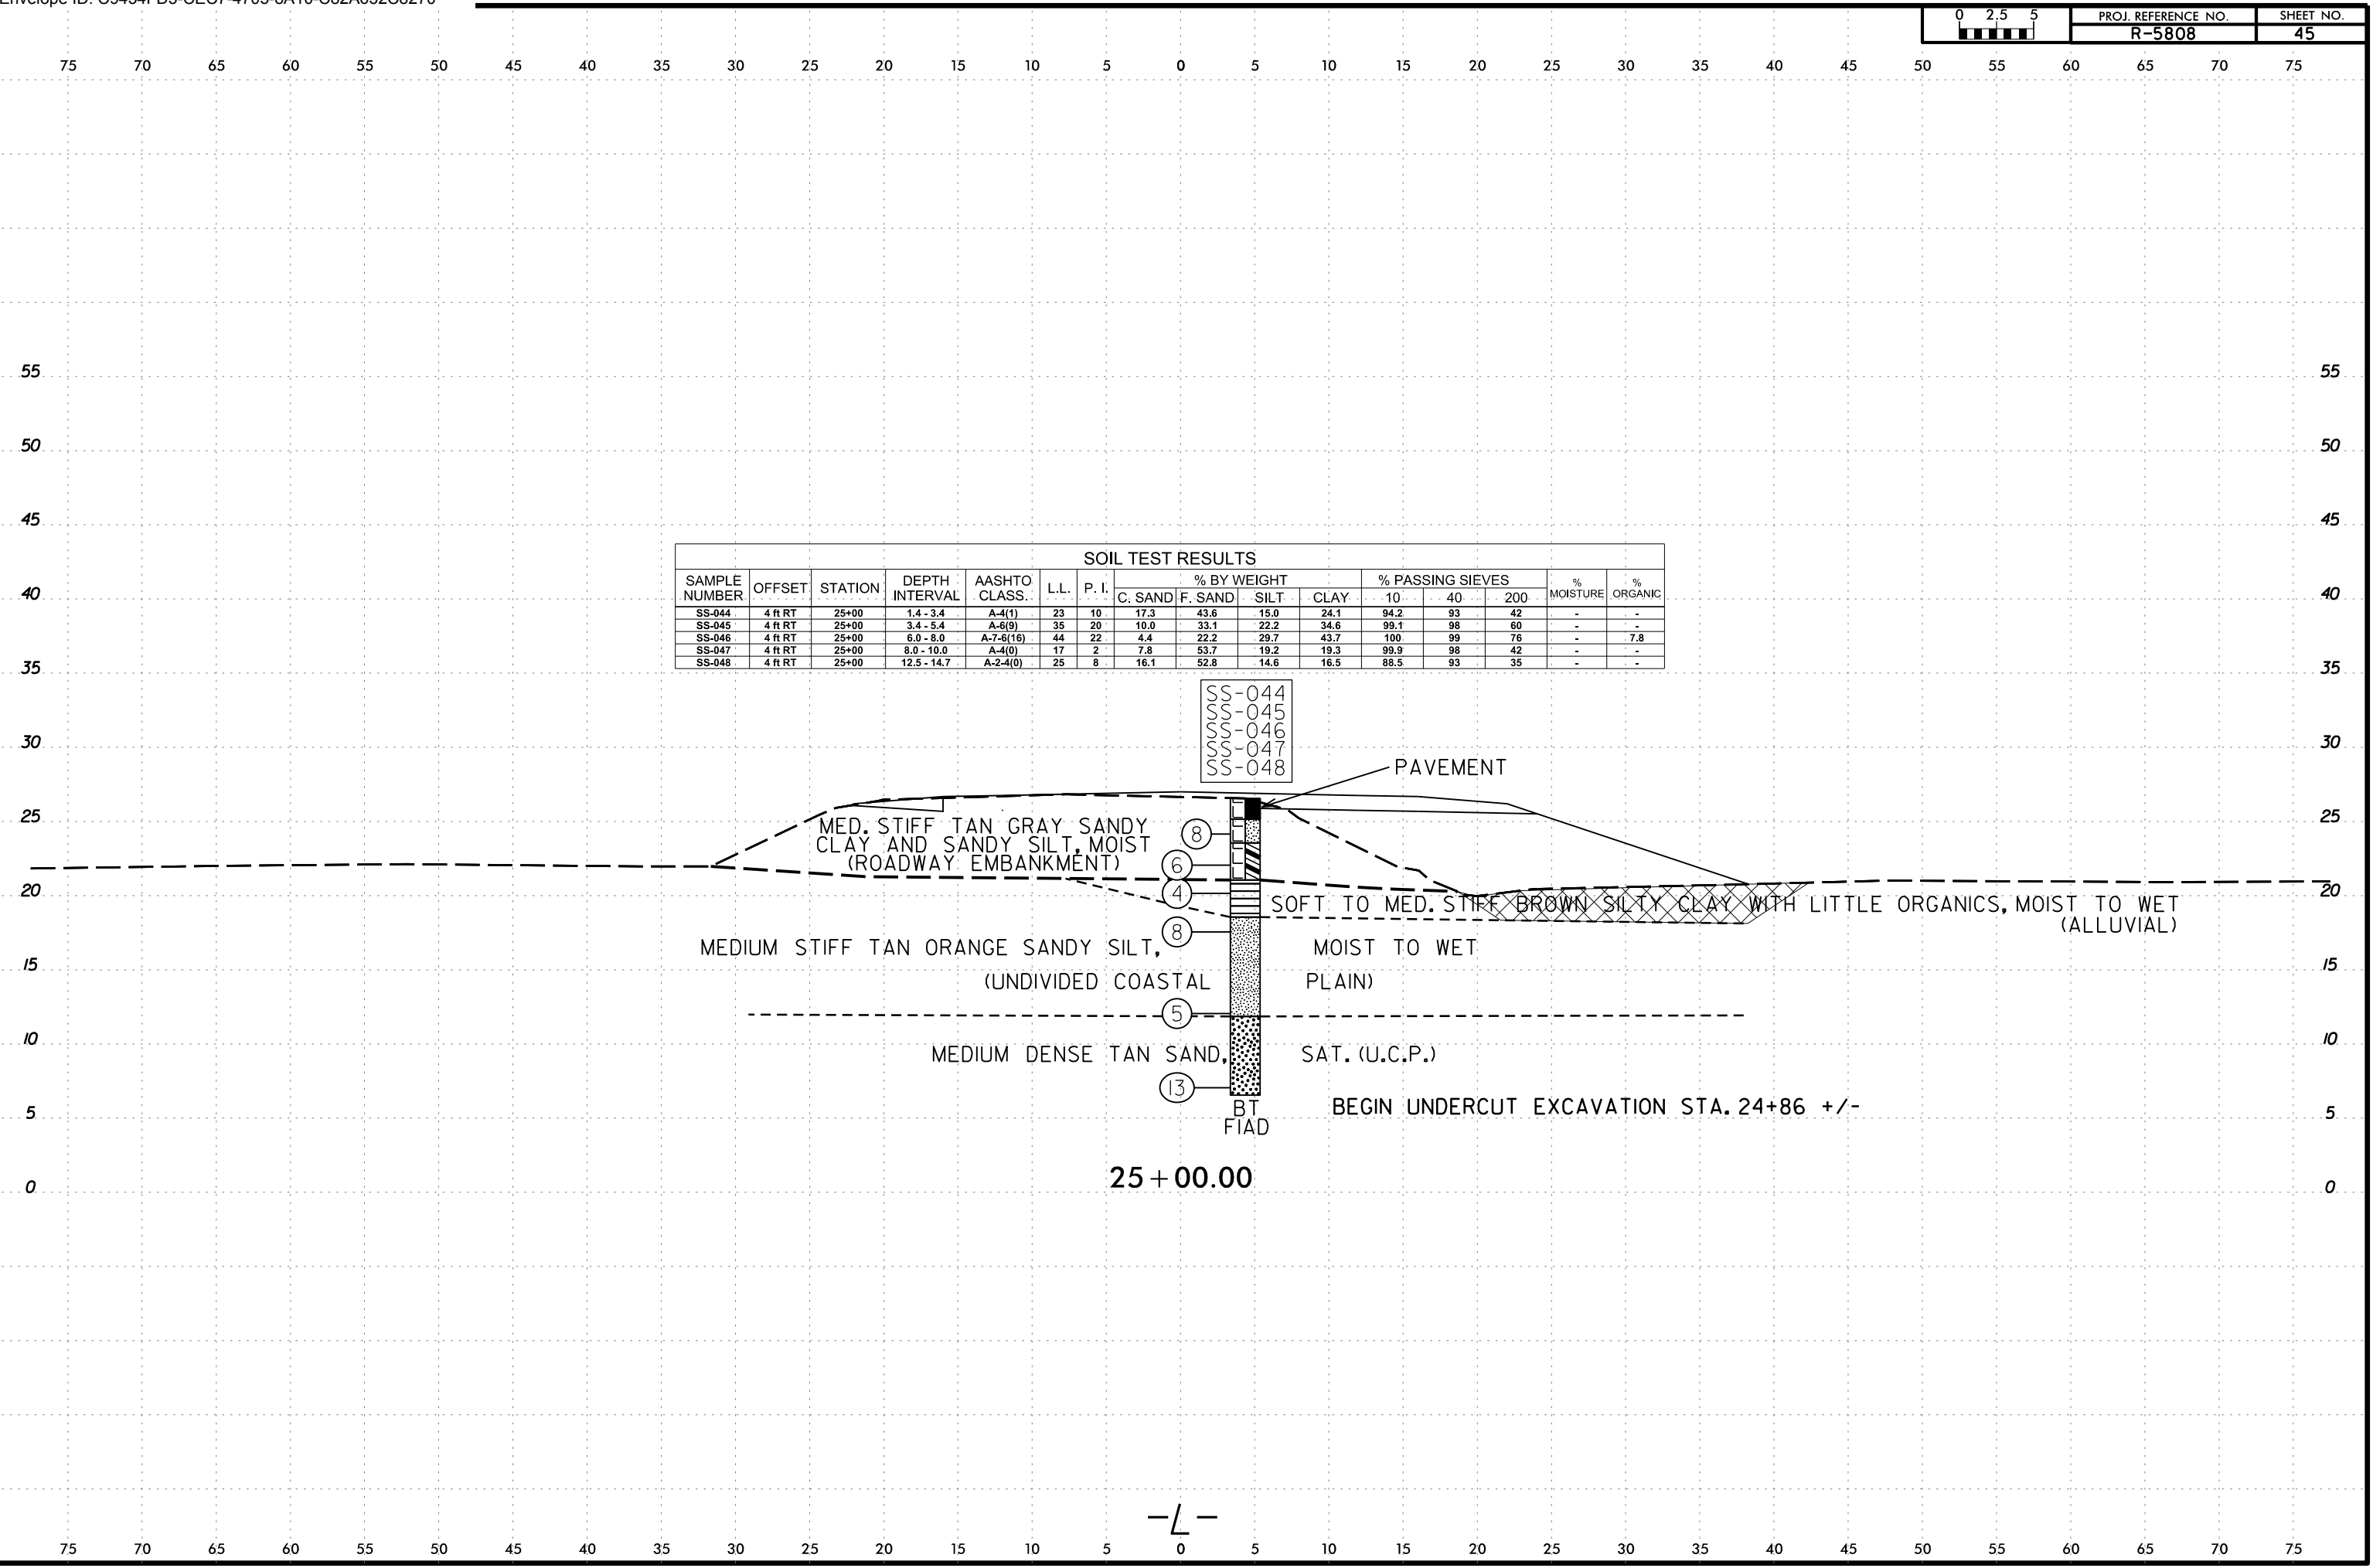 0 2.5 5
PROJ. REFERENCE NO.
SHEET NO.
R-5808
45
75 70 65 60 55 50 45 40 35 30 25 20 15 10 5 0 5 10 15 20 25 30 35 40 45 50 55 60 65 70 75
55 55
50 50
45 45
SOIL TEST RESULTS
SAMPLE NUMBER OFFSET STATION DEPTH INTERVAL AASHTO CLASS. L.L. P. I. % BY WEIGHT % PASSING SIEVES % MOISTURE % ORGANIC
C. SAND F. SAND SILT CLAY 10 40 200
40 40
SS-044 4 ft RT 25+00 1.4 - 3.4 A-4(1) 23 10 17.3 43.6 15.0 24.1 94.2 93 42 - -
SS-045 4 ft RT 25+00 3.4 - 5.4 A-6(9) 35 20 10.0 33.1 22.2 34.6 99.1 98 60 - -
SS-046 4 ft RT 25+00 6.0 - 8.0 A-7-6(16) 44 22 4.4 22.2 29.7 43.7 100 99 76 - 7.8
SS-047 4 ft RT 25+00 8.0 - 10.0 A-4(0) 17 2 7.8 53.7 19.2 19.3 99.9 98 42 - -
SS-048 4 ft RT 25+00 12.5 - 14.7 A-2-4(0) 25 8 16.1 52.8 14.6 16.5 88.5 93 35 - -
35 35
SS-044
SS-045
SS-046
SS-047
SS-048
30 30
PAVEMENT
25 25
MED. STIFF TAN GRAY SANDY
CLAY AND SANDY SILT, MOIST
(ROADWAY EMBANKMENT)
8
6
20 20
4
SOFT TO MED. STIFF BROWN SILTY CLAY WITH LITTLE ORGANICS, MOIST TO WET
(ALLUVIAL)
8
MEDIUM STIFF TAN ORANGE SANDY SILT, MOIST TO WET
15 15
(UNDIVIDED COASTAL PLAIN)
5
10 10
MEDIUM DENSE TAN SAND, SAT. (U.C.P.)
13
5 5
BT
FIAD
BEGIN UNDERCUT EXCAVATION STA. 24+86 +/-
25+00.00
0 0
-L-
75 70 65 60 55 50 45 40 35 30 25 20 15 10 5 0 5 10 15 20 25 30 35 40 45 50 55 60 65 70 75